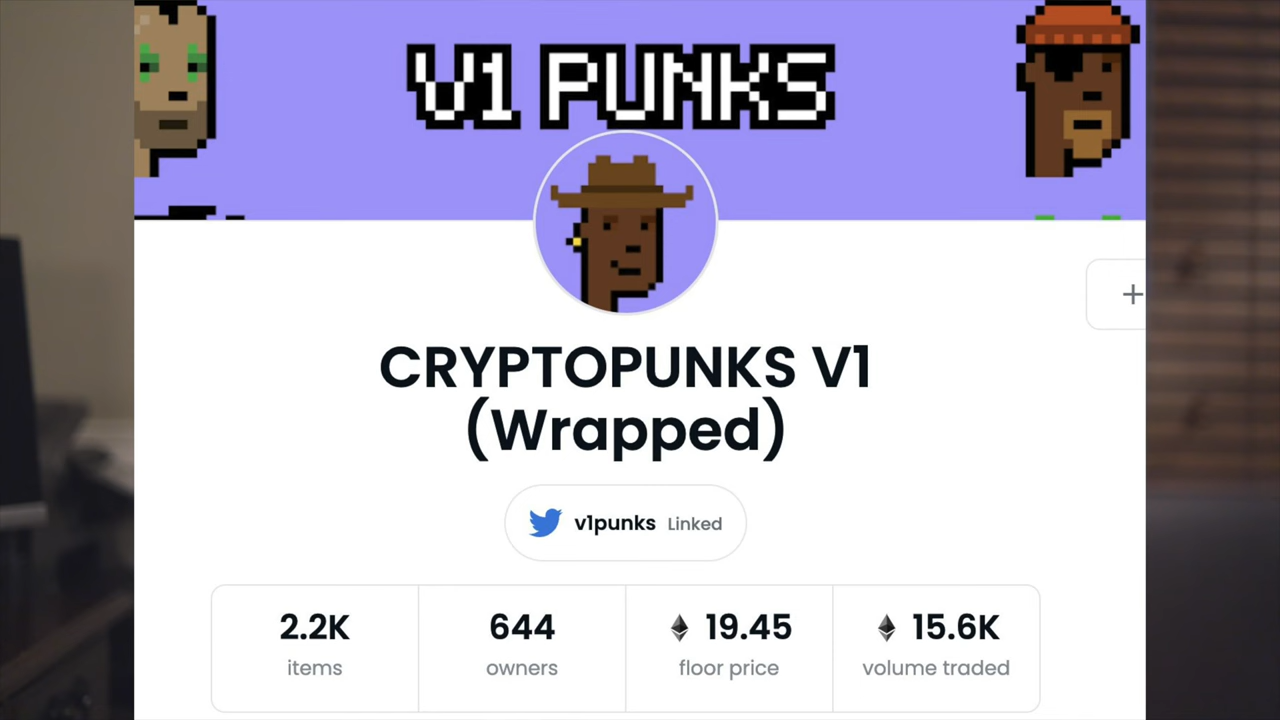 V1 PUNKS
CRYPTOPUNKS V1
(Wrapped)
v1punks Linked
2.2K 644 19.45 15.6K
items owners floor price volume traded